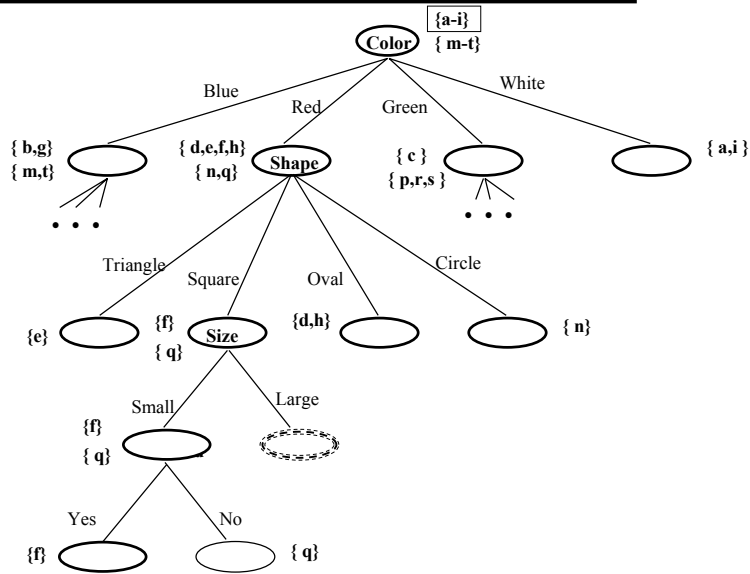 {a-i}
Color
{ m-t}
Blue
Red
Green
White
{ b,g}
{ m,t}
{ d,e,f,h}
{ n,q}
Shape
{ c }
{ p,r,s }
{ a,i }
• • •
• • •
Triangle
Square
Oval
Circle
{e}
{f}
{ q}
Size
{d,h}
{ n}
Small
Large
{f}
{ q}
Yes
No
{f}
{ q}